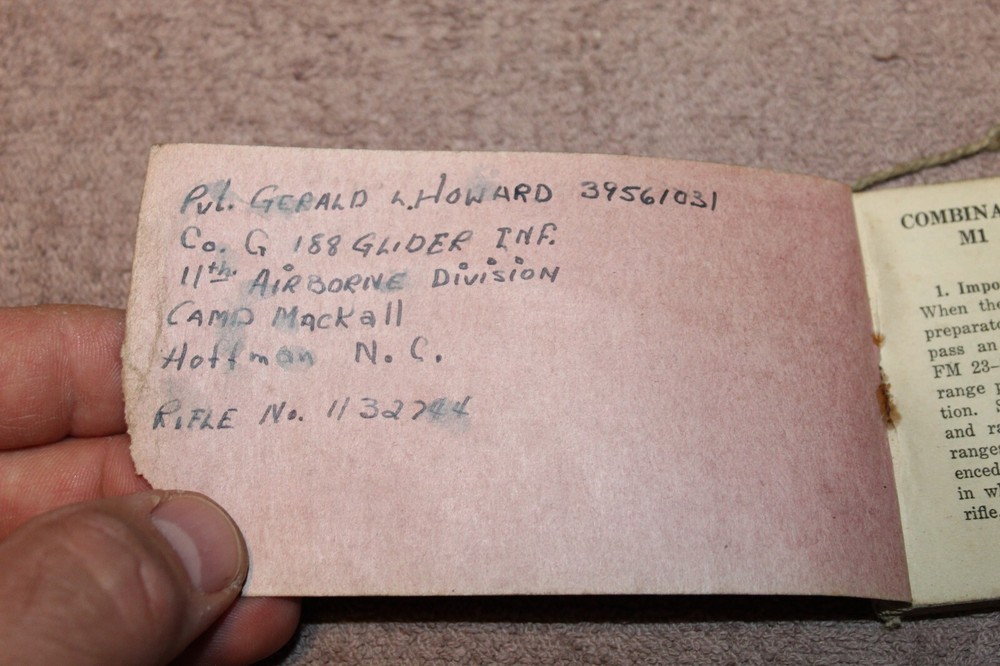 Pvt. GERALD L. HOWARD 39561031
Co. G 188 GLIDER INF.
11th AiRBORNE DiViSiON
CAMP MacKall
Hoffman N.C.
RiFLE No. 1132744
COMBINA
M1
1. Impo
When the
preparato
pass an
FM 23–
range p
tion. S
and ra
ranges
enced
in wh
rifle.